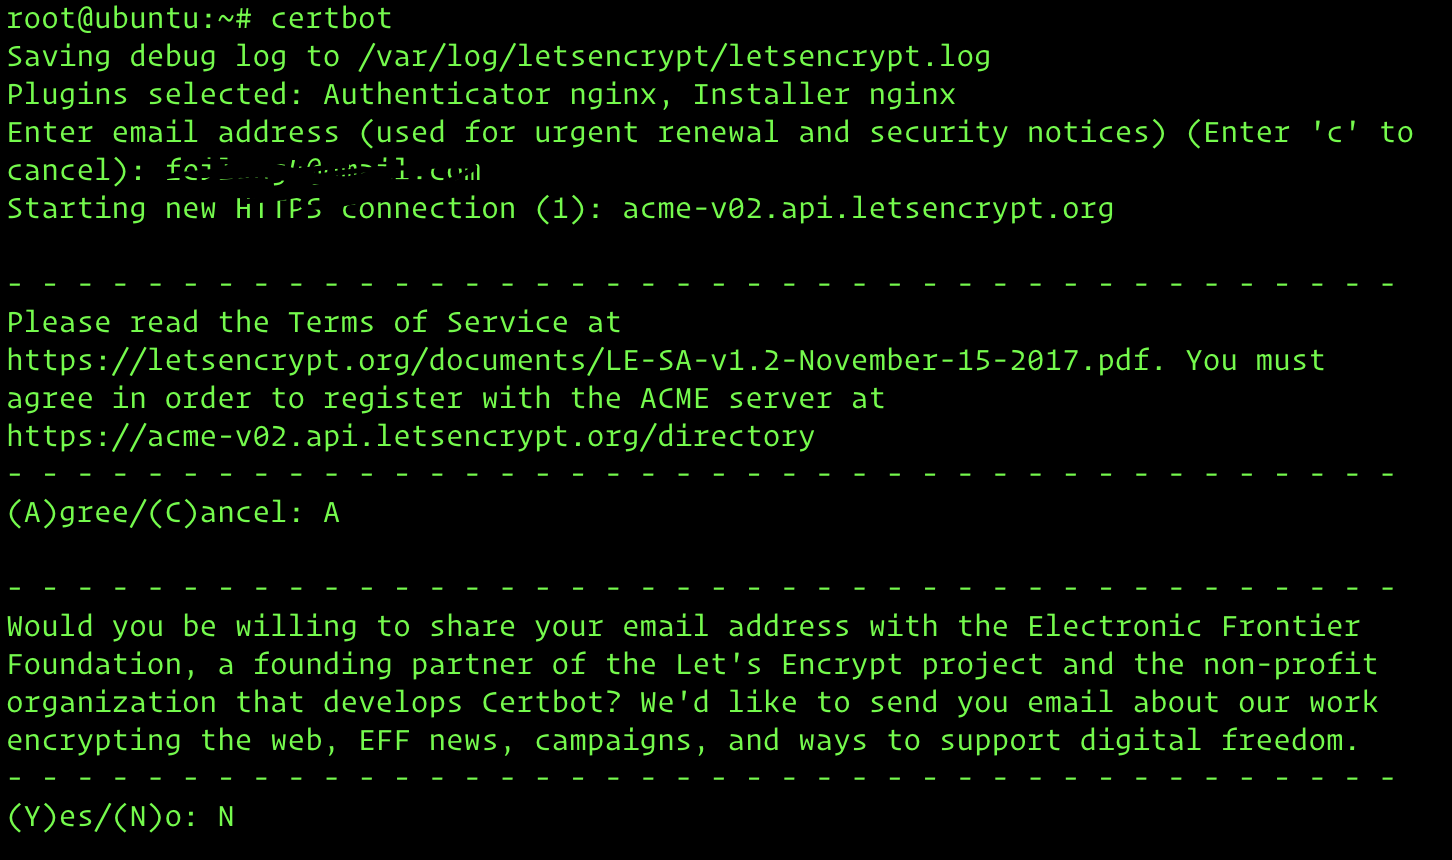 root@ubuntu:~# certbot
Saving debug log to /var/log/letsencrypt/letsencrypt.log
Plugins selected: Authenticator nginx, Installer nginx
Enter email address (used for urgent renewal and security notices) (Enter 'c' to
cancel):
Starting new HTTPS connection (1): acme-v02.api.letsencrypt.org
- - - - - - - - - - - - - - - - - - - - - - - - - - - - - - - - - - - - - - - -
Please read the Terms of Service at
https://letsencrypt.org/documents/LE-SA-v1.2-November-15-2017.pdf. You must
agree in order to register with the ACME server at
https://acme-v02.api.letsencrypt.org/directory
- - - - - - - - - - - - - - - - - - - - - - - - - - - - - - - - - - - - - - - -
(A)gree/(C)ancel: A
- - - - - - - - - - - - - - - - - - - - - - - - - - - - - - - - - - - - - - - -
Would you be willing to share your email address with the Electronic Frontier
Foundation, a founding partner of the Let's Encrypt project and the non-profit
organization that develops Certbot? We'd like to send you email about our work
encrypting the web, EFF news, campaigns, and ways to support digital freedom.
- - - - - - - - - - - - - - - - - - - - - - - - - - - - - - - - - - - - - - - -
(Y)es/(N)o: N